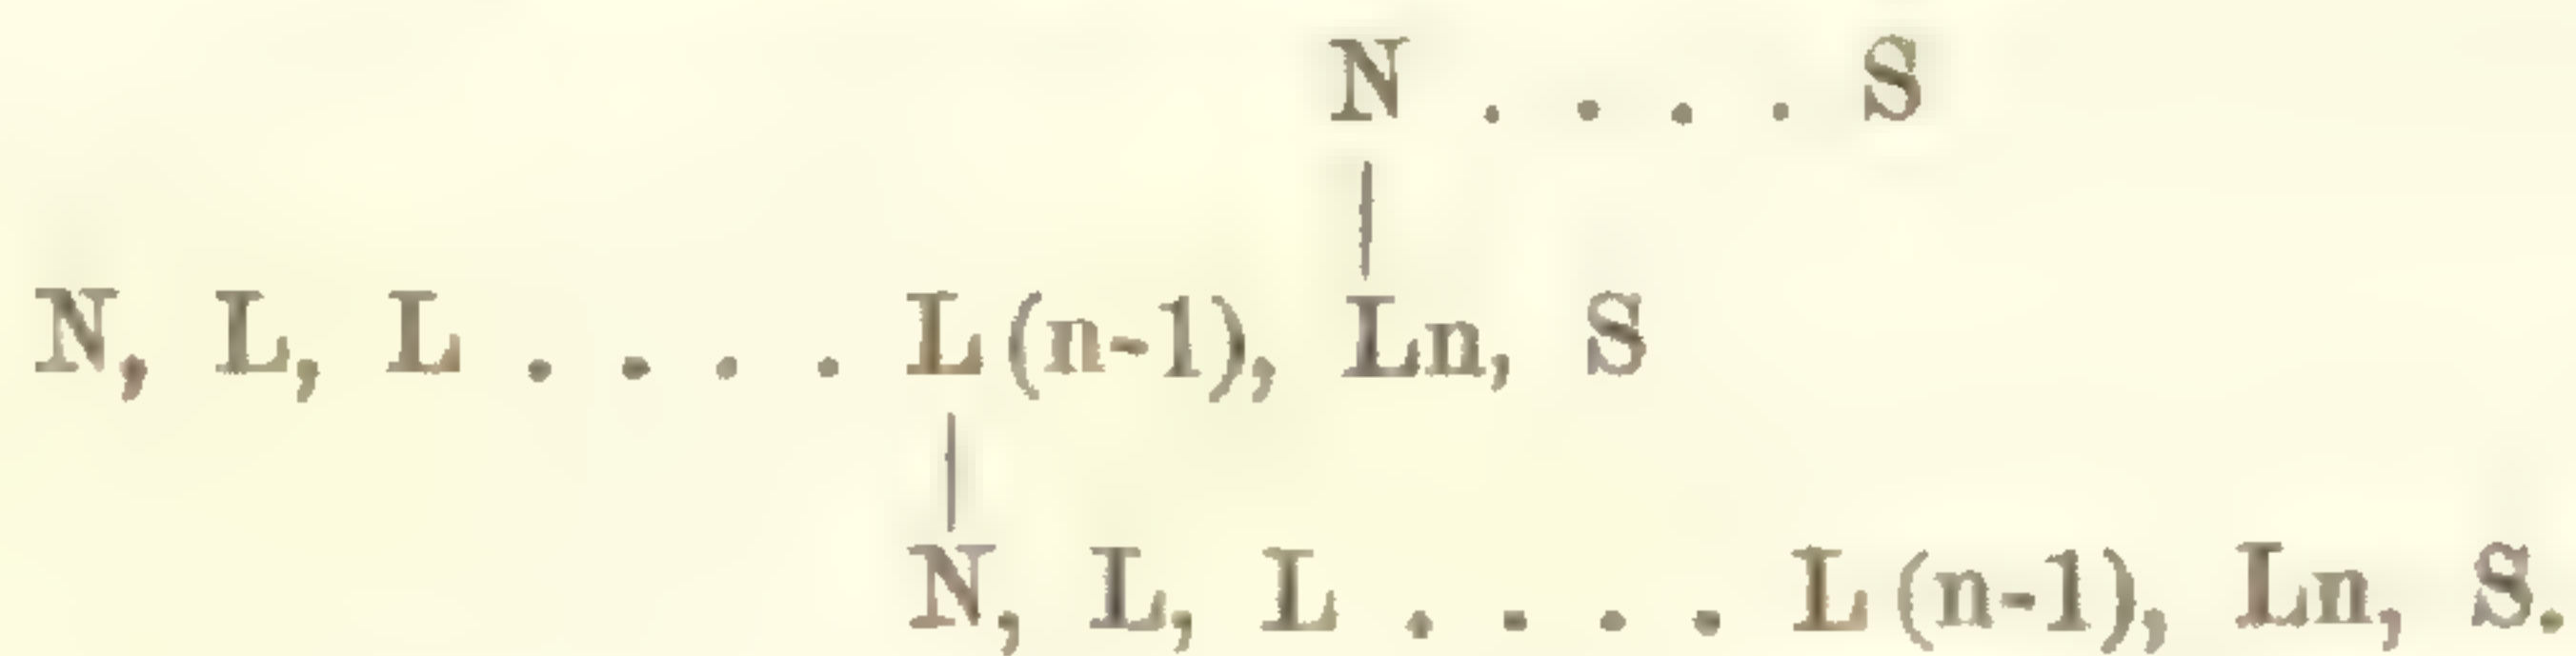 N . . . . S
N, L, L . . . . L (n-1), Ln, S
N, L, L . . . . L (n-1), Ln, S.